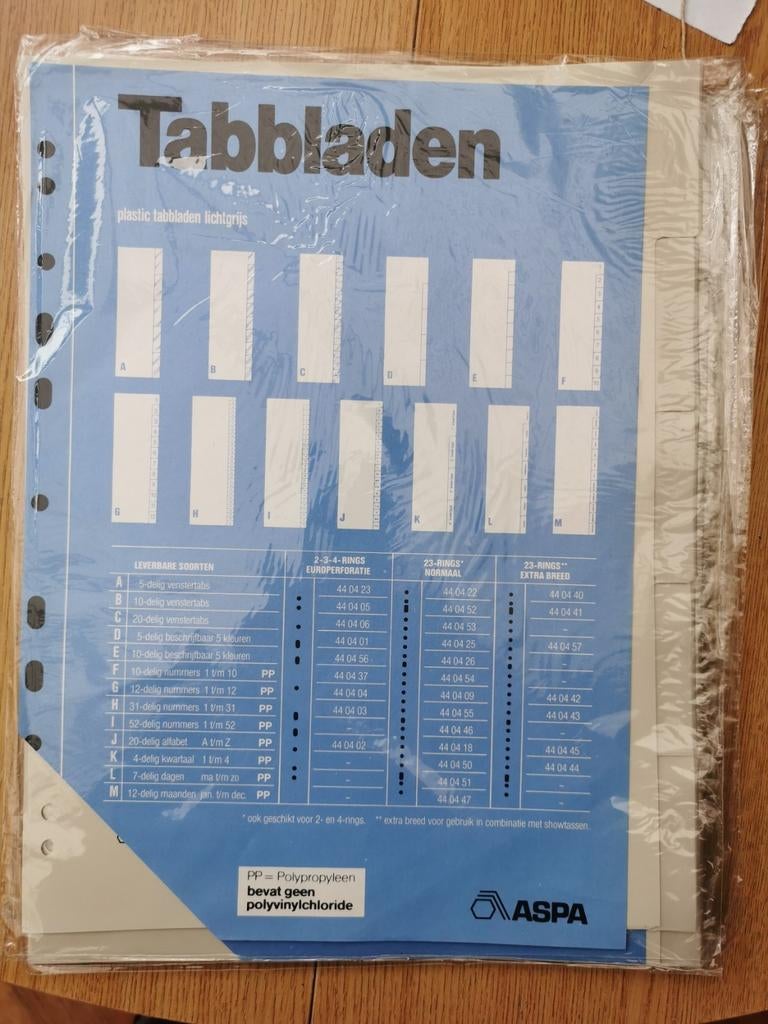 Tabbladen
plastic tabbladen lichtgrijs
A B C D E F
G H I J K L M
LEVERBARE SOORTEN 2-3-4-RINGS EUROPERFORATIE 23-RINGS* NORMAAL 23-RINGS** EXTRA BREED
A 5-delig venstertabs 44 04 23 44 04 22 44 04 40
B 10-delig venstertabs 44 04 05 44 04 52 44 04 41
C 20-delig venstertabs 44 04 06 44 04 53 –
D 5-delig beschrijfbaar 5 kleuren 44 04 01 44 04 25 44 04 57
E 10-delig beschrijfbaar 5 kleuren 44 04 56 44 04 26 –
F 10-delig nummers 1 t/m 10 PP 44 04 37 44 04 54 –
G 12-delig nummers 1 t/m 12 PP 44 04 04 44 04 09 44 04 42
H 31-delig nummers 1 t/m 31 PP 44 04 03 44 04 55 44 04 43
I 52-delig nummers 1 t/m 52 PP – 44 04 46 –
J 20-delig alfabet A t/m Z PP 44 04 02 44 04 18 44 04 45
K 4-delig kwartaal 1 t/m 4 PP – 44 04 50 44 04 44
L 7-delig dagen ma t/m zo PP – 44 04 51 –
M 12-delig maanden jan. t/m dec. PP – 44 04 47 –
* ook geschikt voor 2- en 4-rings. ** extra breed voor gebruik in combinatie met showtassen.
PP = Polypropyleen
bevat geen
polyvinylchloride
ASPA